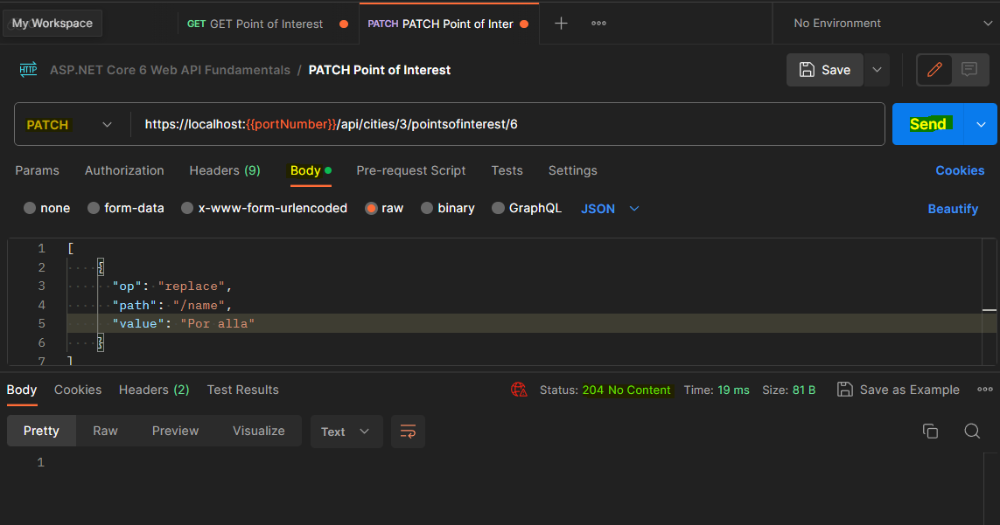 My Workspace GET GET Point of Interest PATCH PATCH Point of Inter No Environment
HTTP ASP.NET Core 6 Web API Fundamentals / PATCH Point of Interest Save
PATCH https://localhost:{{portNumber}}/api/cities/3/pointsofinterest/6 Send
Params Authorization Headers (9) Body Pre-request Script Tests Settings Cookies
none form-data x-www-form-urlencoded raw binary GraphQL JSON Beautify
1 [
2 {
3 "op": "replace",
4 "path": "/name",
5 "value": "Por alla"
6 }
7 ]
Body Cookies Headers (2) Test Results Status: 204 No Content Time: 19 ms Size: 81 B Save as Example
Pretty Raw Preview Visualize Text
1